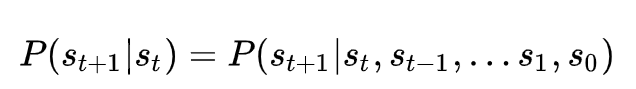 P(s_{t+1}|s_t) = P(s_{t+1}|s_t, s_{t-1}, ... s_1, s_0)